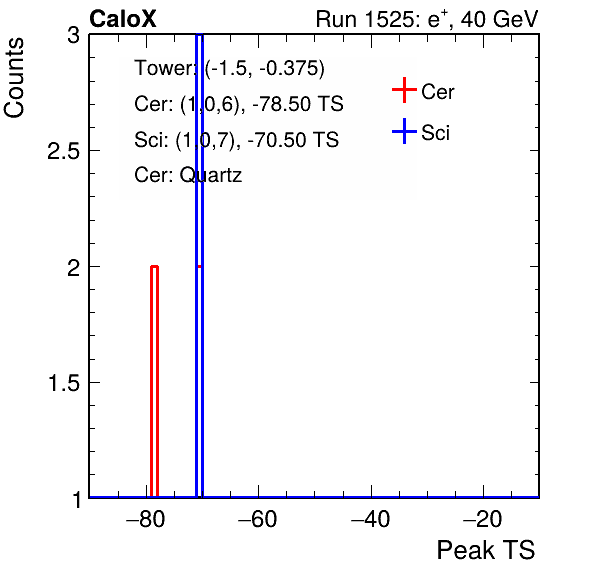 CaloX Run 1525: e⁺, 40 GeV
Counts
Tower: (-1.5, -0.375)
Cer: (1,0,6), -78.50 TS
Sci: (1,0,7), -70.50 TS
Cer: Quartz
Cer
Sci
3
2.5
2
1.5
1
−80 −60 −40 −20
Peak TS